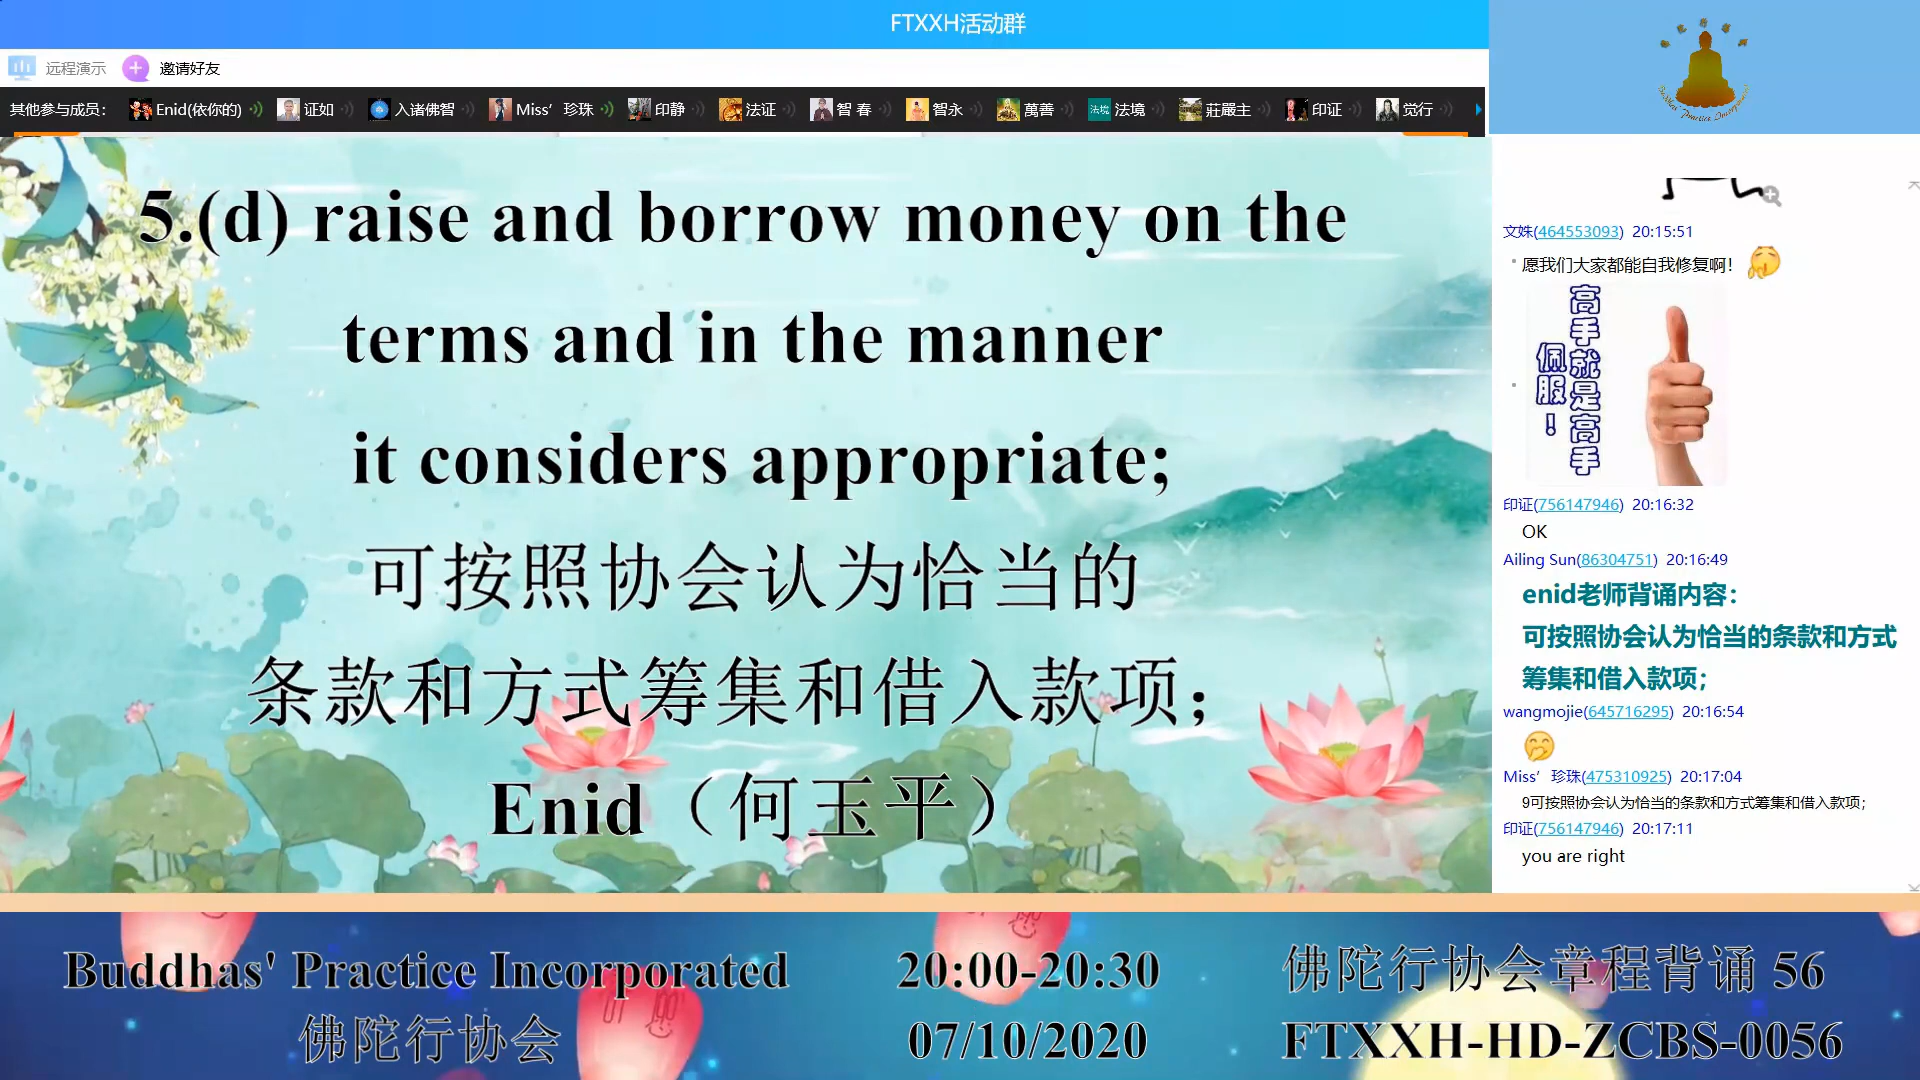 FTXXH活动群
远程演示 邀请好友
其他参与成员： Enid(依你的) 证如 入诸佛智 Miss’ 珍珠 印静 法证 智 春 智永 萬善 法境 莊嚴主 印证 觉行
5.(d) raise and borrow money on the
terms and in the manner
it considers appropriate;
可按照协会认为恰当的
条款和方式筹集和借入款项；
Enid（何玉平）
文姝(464553093) 20:15:51
愿我们大家都能自我修复啊！
高手就是高手
佩服！
印证(756147946) 20:16:32
OK
Ailing Sun(86304751) 20:16:49
enid老师背诵内容：
可按照协会认为恰当的条款和方式
筹集和借入款项；
wangmojie(645716295) 20:16:54
Miss’ 珍珠(475310925) 20:17:04
9可按照协会认为恰当的条款和方式筹集和借入款项；
印证(756147946) 20:17:11
you are right
Buddhas' Practice Incorporated
佛陀行协会
20:00-20:30
07/10/2020
佛陀行协会章程背诵 56
FTXXH-HD-ZCBS-0056